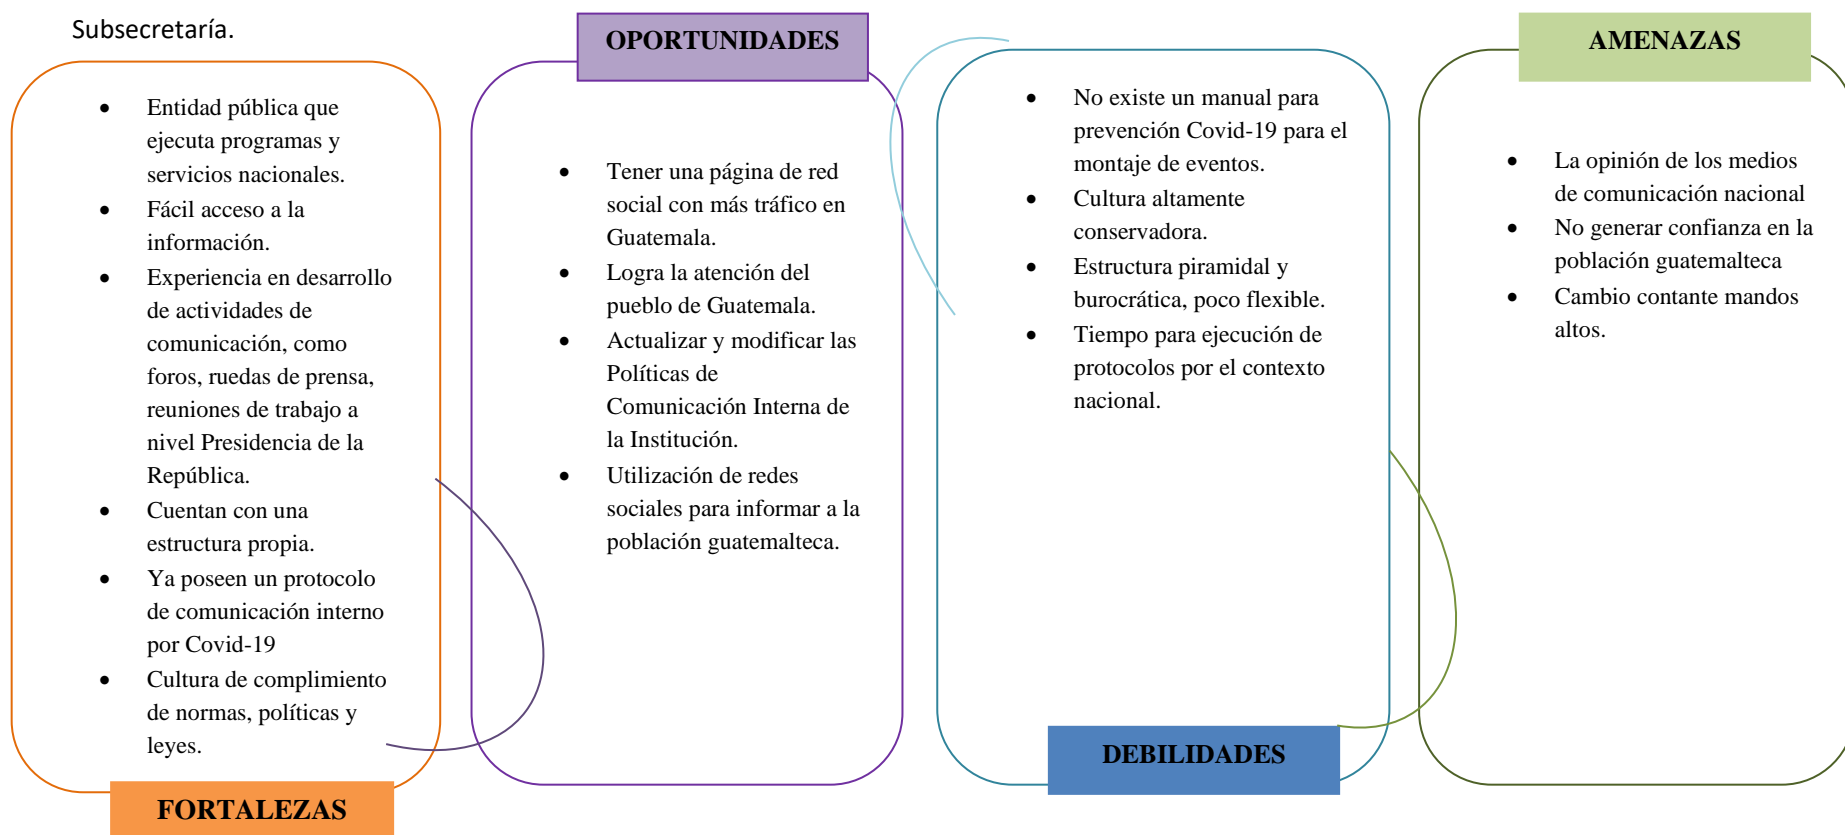 Subsecretaría.
Entidad pública que
ejecuta programas y
servicios nacionales.
Fácil acceso a la
información.
Experiencia en desarrollo
de actividades de
comunicación, como
foros, ruedas de prensa,
reuniones de trabajo a
nivel Presidencia de la
República.
Cuentan con una
estructura propia.
Ya poseen un protocolo
de comunicación interno
por Covid-19
Cultura de complimiento
de normas, políticas y
leyes.
FORTALEZAS
OPORTUNIDADES
Tener una página de red
social con más tráfico en
Guatemala.
Logra la atención del
pueblo de Guatemala.
Actualizar y modificar las
Políticas de
Comunicación Interna de
la Institución.
Utilización de redes
sociales para informar a la
población guatemalteca.
No existe un manual para
prevención Covid-19 para el
montaje de eventos.
Cultura altamente
conservadora.
Estructura piramidal y
burocrática, poco flexible.
Tiempo para ejecución de
protocolos por el contexto
nacional.
DEBILIDADES
AMENAZAS
La opinión de los medios
de comunicación nacional
No generar confianza en la
población guatemalteca
Cambio contante mandos
altos.